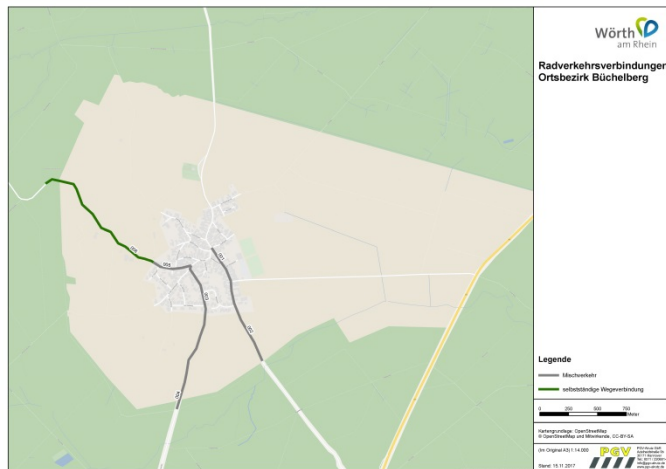 Wörth
am Rhein
Radverkehrsverbindungen
Ortsbezirk Büchelberg
Legende
Mischverkehr
selbstständige Wegeverbindung
0 250 500 750
Meter
Kartengrundlage: OpenStreetMap
© OpenStreetMap und Mitwirkende, CC-BY-SA
(im Original A3) 1:14.000
Stand: 15.11.2017
PGV